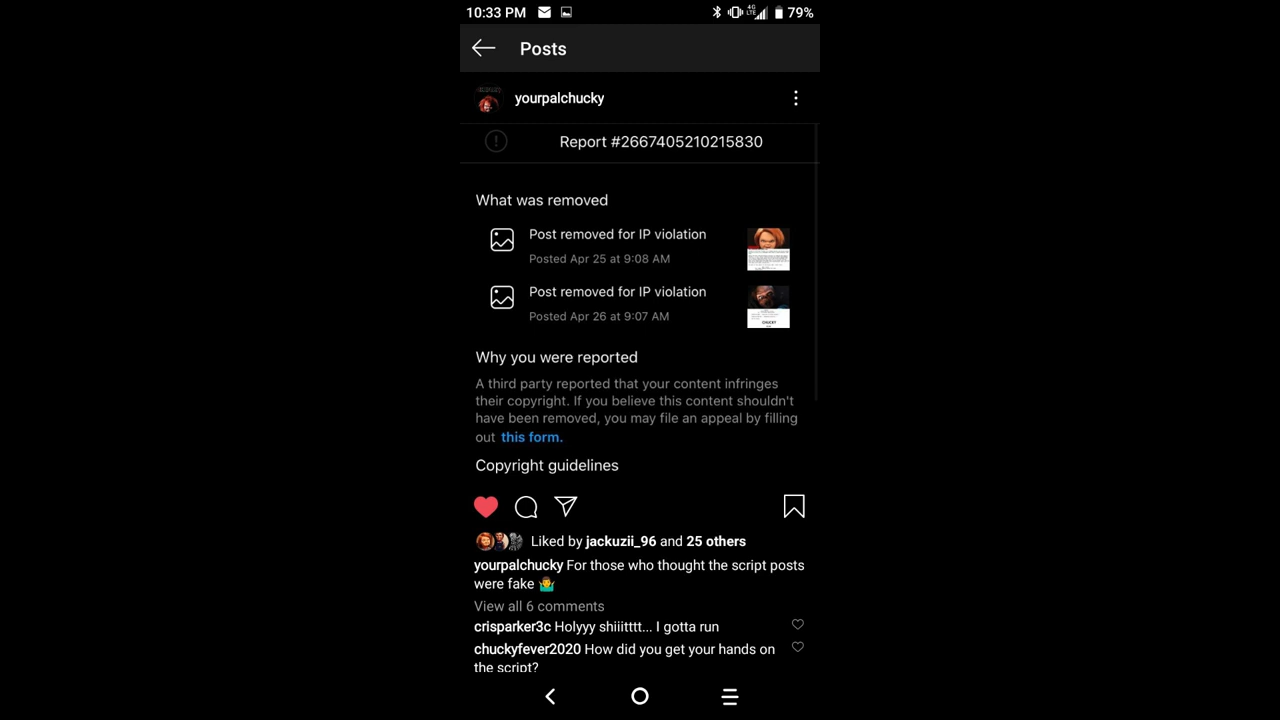 10:33 PM 4G LTE 79%
Posts
yourpalchucky
Report #2667405210215830
What was removed
Post removed for IP violation
Posted Apr 25 at 9:08 AM
Post removed for IP violation
Posted Apr 26 at 9:07 AM
CHUCKY
Why you were reported
A third party reported that your content infringes
their copyright. If you believe this content shouldn't
have been removed, you may file an appeal by filling
out this form.
Copyright guidelines
Liked by jackuzii_96 and 25 others
yourpalchucky For those who thought the script posts
were fake 🤷‍♂️
View all 6 comments
crisparker3c Holyyy shiitttt... I gotta run
chuckyfever2020 How did you get your hands on
the script?